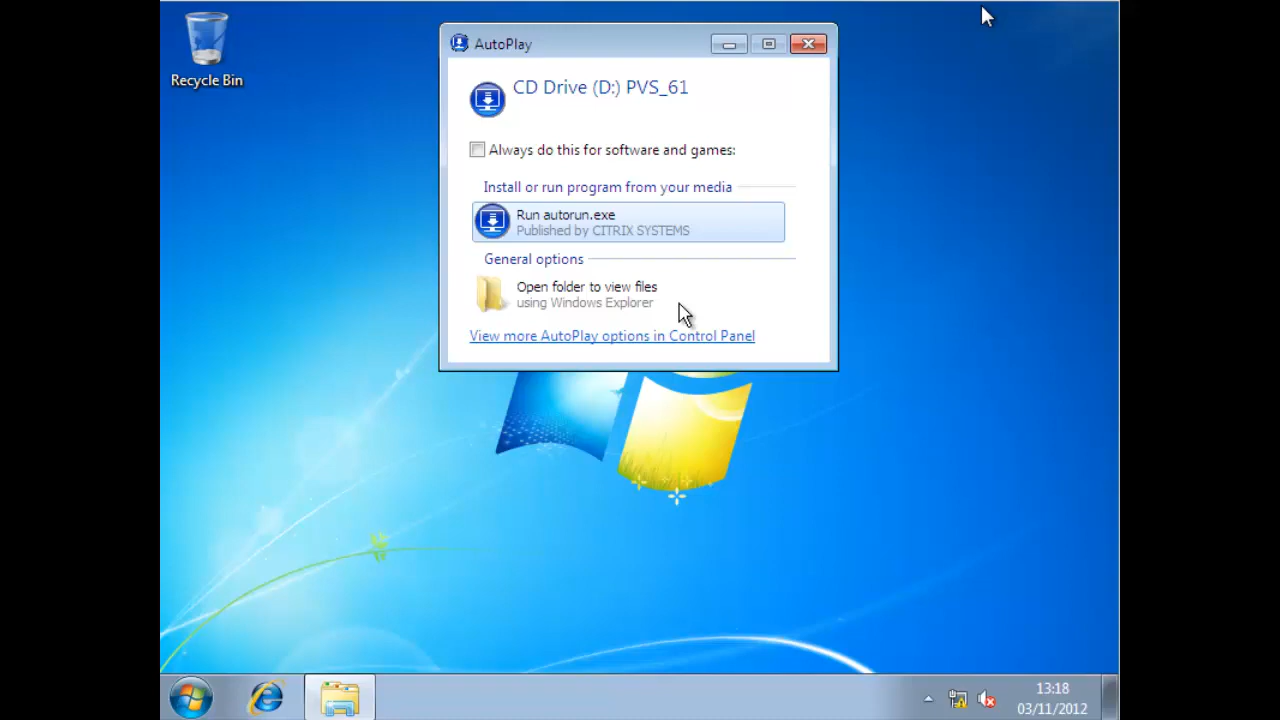 Recycle Bin
AutoPlay
CD Drive (D:) PVS_61
Always do this for software and games:
Install or run program from your media
Run autorun.exe
Published by CITRIX SYSTEMS
General options
Open folder to view files
using Windows Explorer
View more AutoPlay options in Control Panel
13:18
03/11/2012